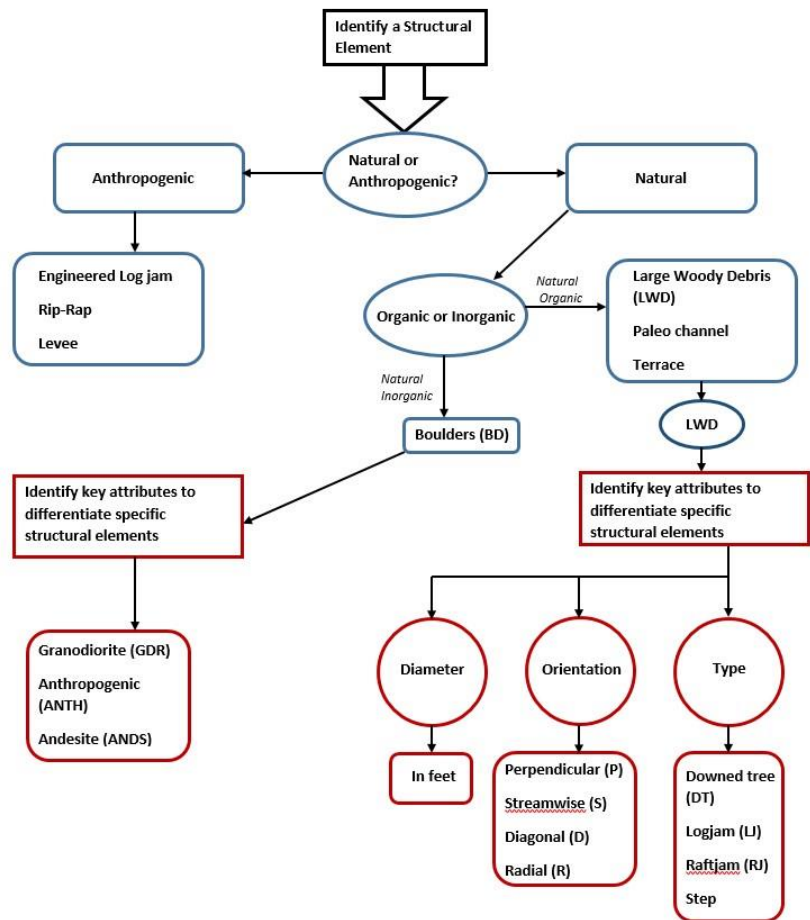 Identify a Structural
Element
Natural or
Anthropogenic?
Anthropogenic
Natural
Engineered Log jam
Rip-Rap
Levee
Organic or Inorganic
Natural
Organic
Large Woody Debris
(LWD)
Paleo channel
Terrace
Natural
Inorganic
Boulders (BD)
LWD
Identify key attributes to
differentiate specific
structural elements
Identify key attributes to
differentiate specific
structural elements
Granodiorite (GDR)
Anthropogenic
(ANTH)
Andesite (ANDS)
Diameter
Orientation
Type
In feet
Perpendicular (P)
Streamwise (S)
Diagonal (D)
Radial (R)
Downed tree
(DT)
Logjam (LJ)
Raftjam (RJ)
Step